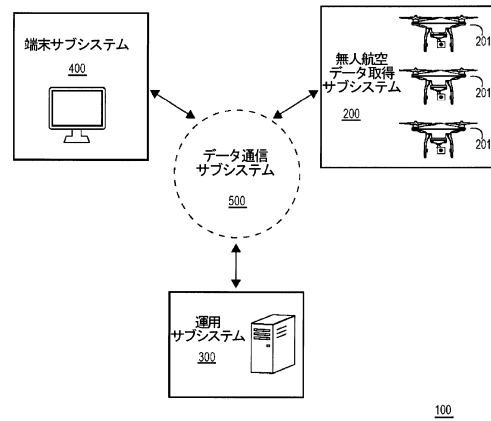 端末サブシステム
400
無人航空
データ取得
サブシステム
200
201
201
201
データ通信
サブシステム
500
運用
サブシステム
300
100